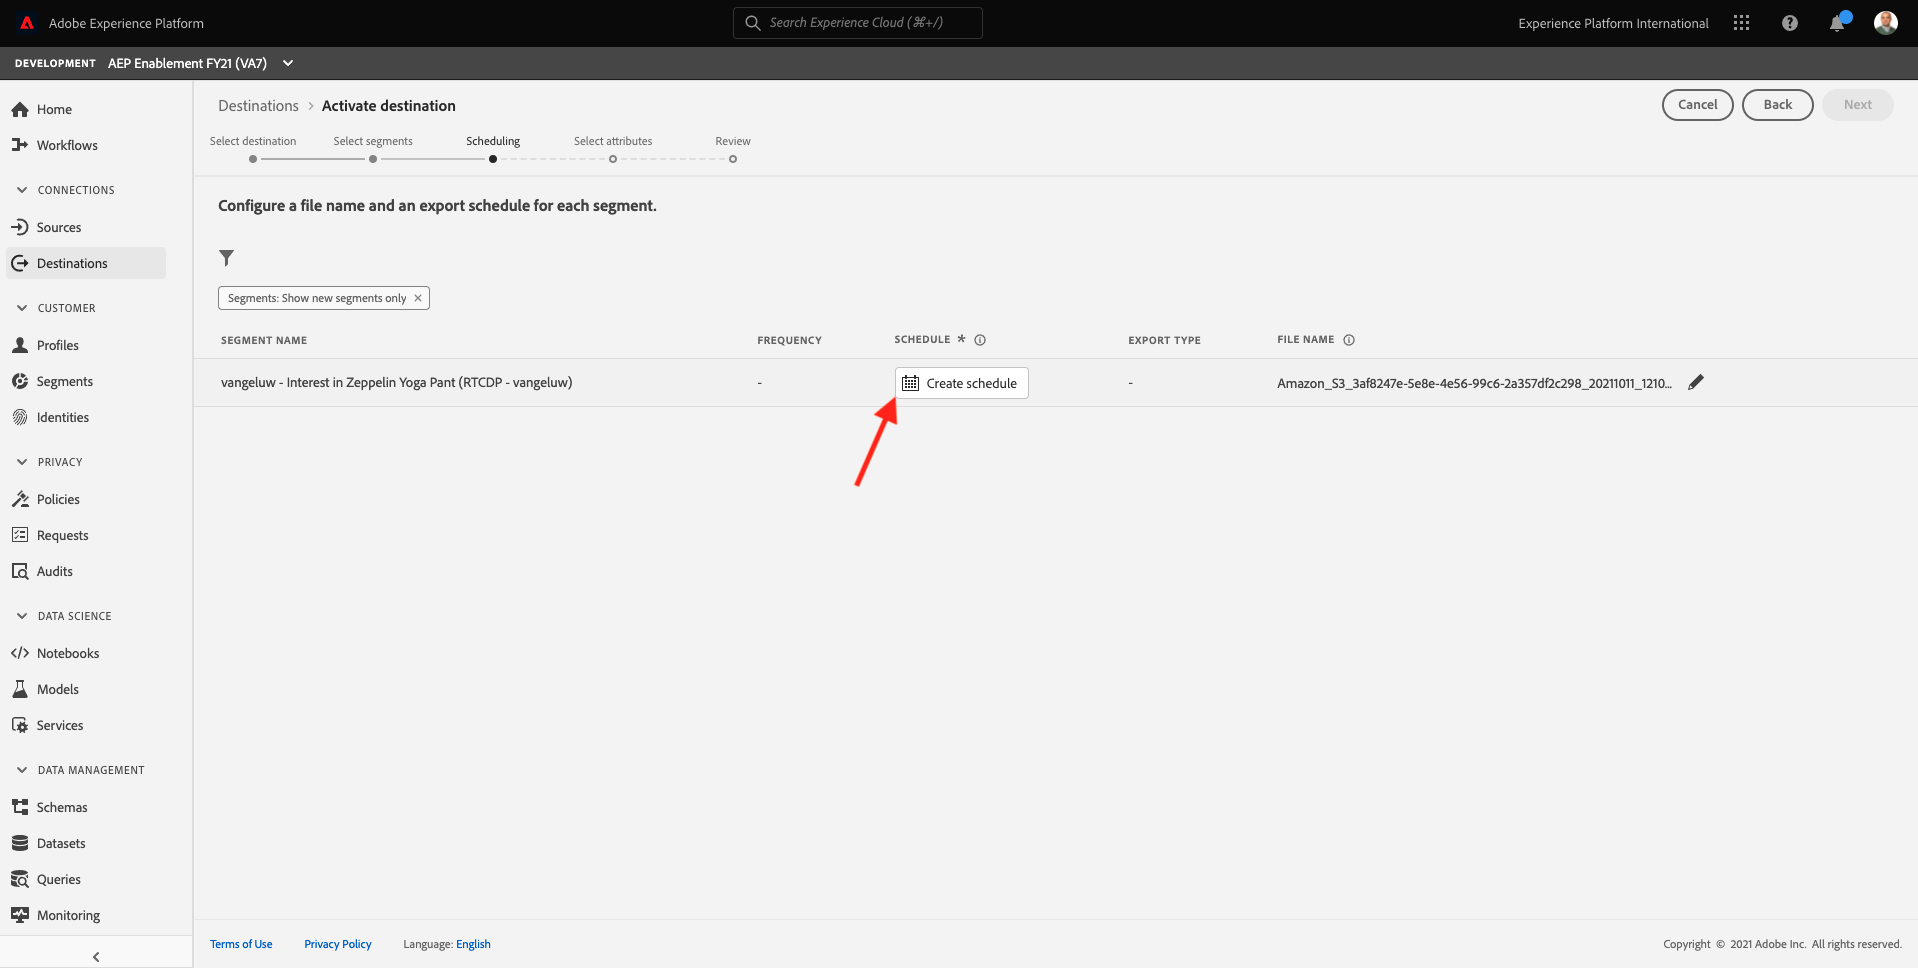 Adobe Experience Platform
Search Experience Cloud (⌘+/)
Experience Platform International
DEVELOPMENT AEP Enablement FY21 (VA7)
Home
Workflows
CONNECTIONS
Sources
Destinations
CUSTOMER
Profiles
Segments
Identities
PRIVACY
Policies
Requests
Audits
DATA SCIENCE
Notebooks
Models
Services
DATA MANAGEMENT
Schemas
Datasets
Queries
Monitoring
Destinations > Activate destination
Cancel Back Next
Select destination Select segments Scheduling Select attributes Review
Configure a file name and an export schedule for each segment.
Segments: Show new segments only ×
SEGMENT NAME FREQUENCY SCHEDULE * EXPORT TYPE FILE NAME
vangeluw - Interest in Zeppelin Yoga Pant (RTCDP - vangeluw) - Create schedule - Amazon_S3_3af8247e-5e8e-4e56-99c6-2a357df2c298_20211011_1210...
Terms of Use Privacy Policy Language: English
Copyright © 2021 Adobe Inc. All rights reserved.